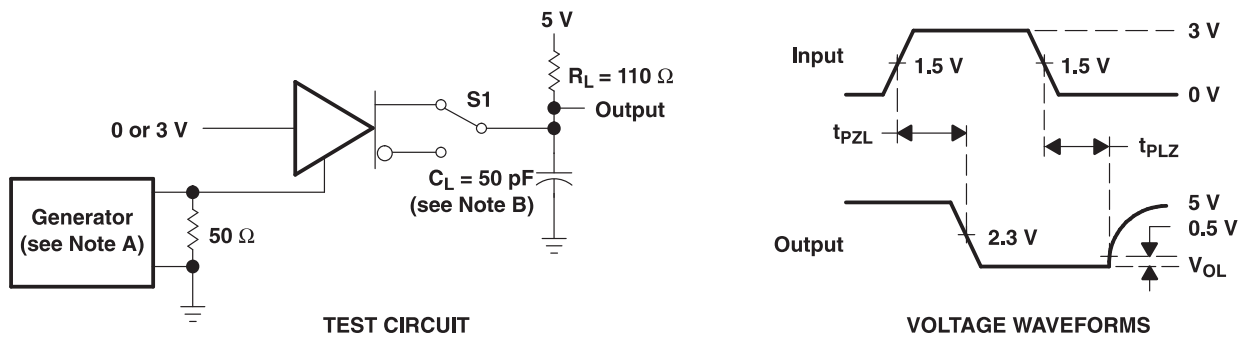 5 V
R_L = 110 Ω
S1
Output
0 or 3 V
C_L = 50 pF
(see Note B)
Generator
(see Note A)
50 Ω
TEST CIRCUIT
Input
3 V
1.5 V
1.5 V
0 V
t_PZL
t_PLZ
Output
2.3 V
5 V
0.5 V
V_OL
VOLTAGE WAVEFORMS